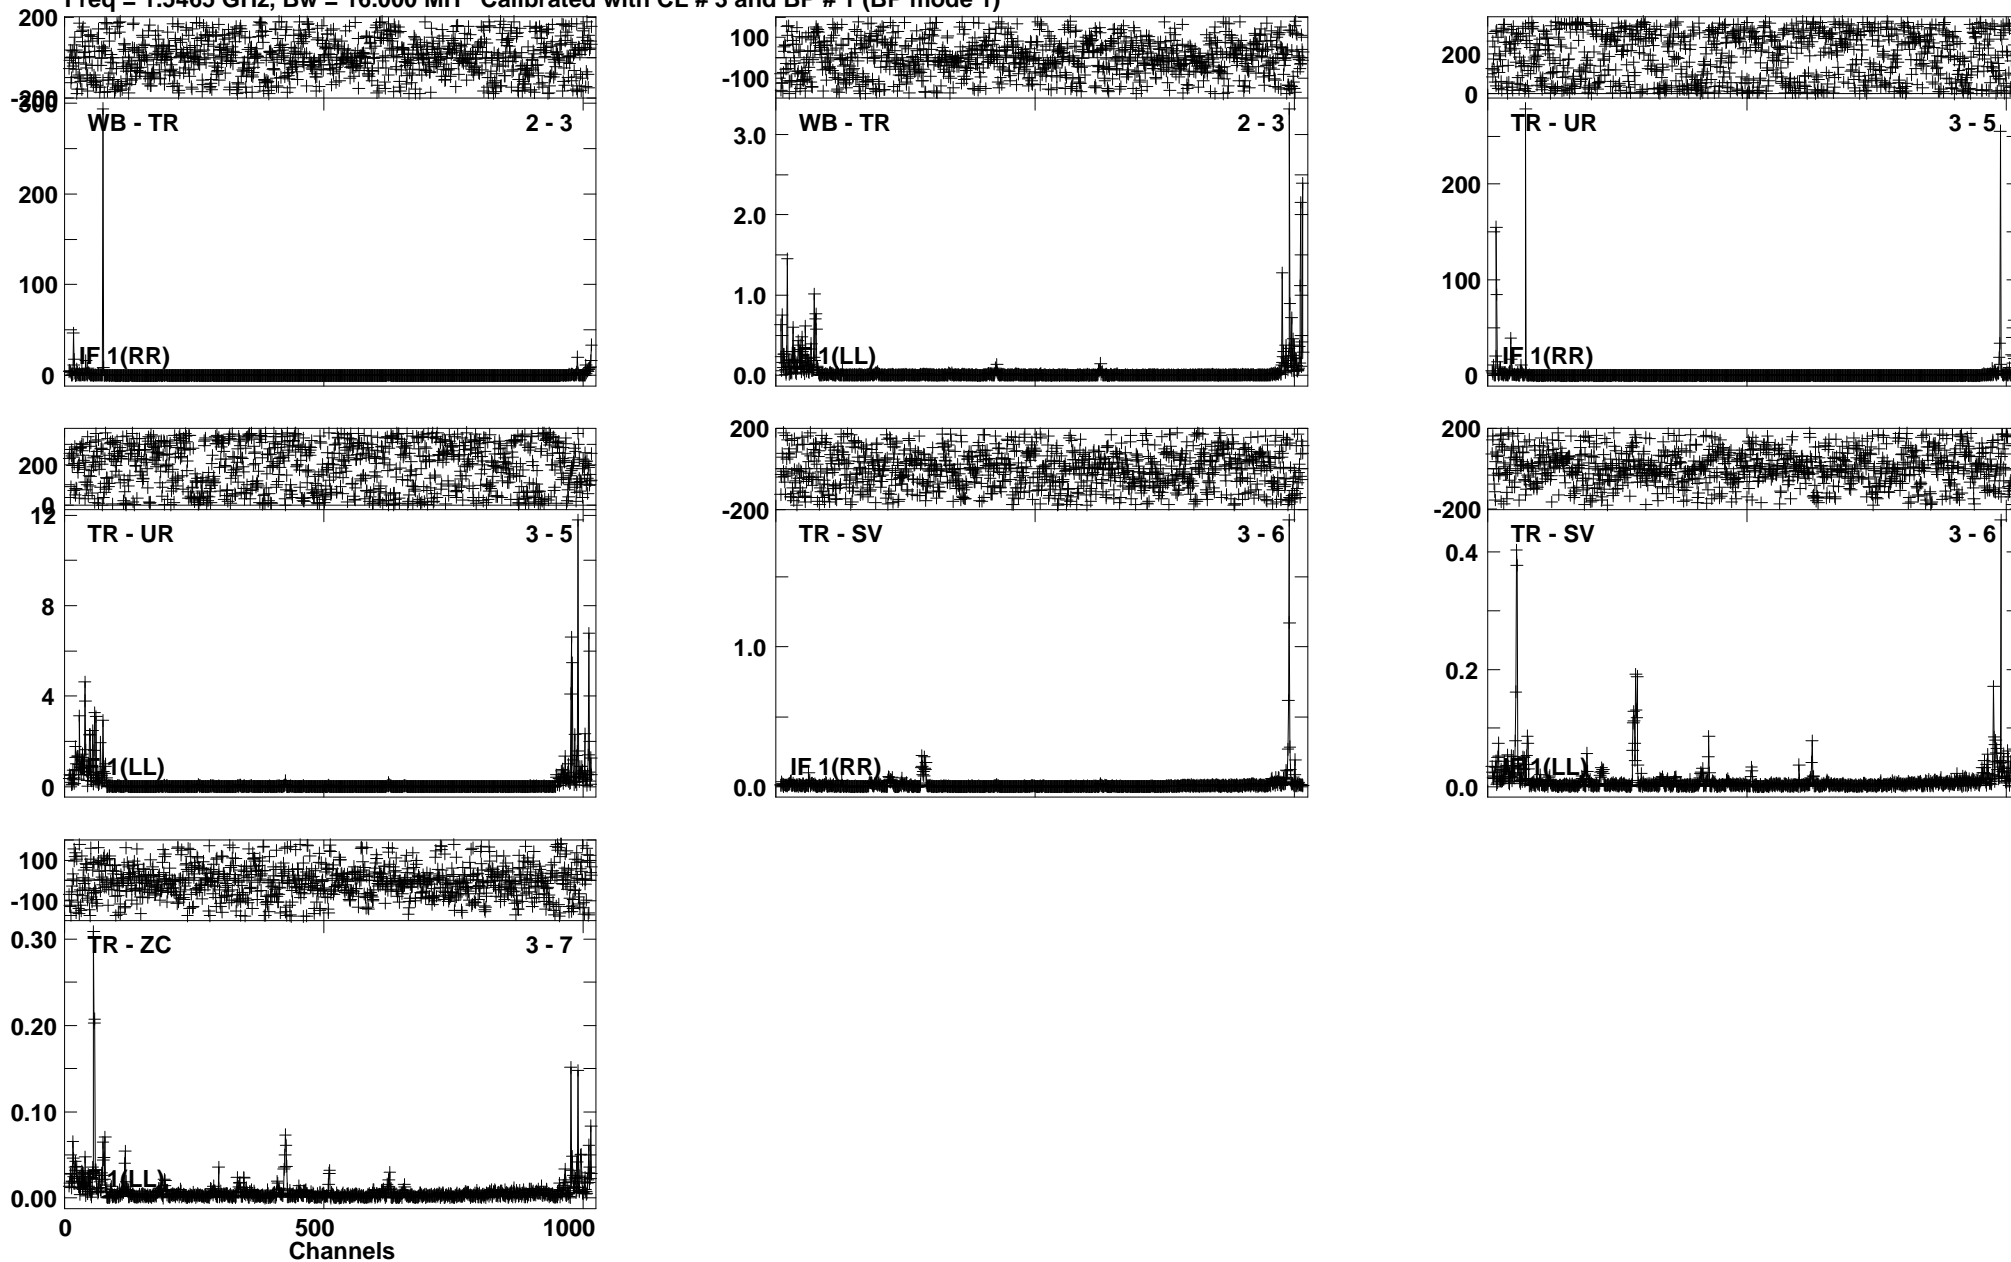 Freq = 1.5465 GHz, Bw = 16.000 MH Calibrated with CL # 3 and BP # 1 (BP mode 1)
200
-200
300
200
100
0
WB - TR
2 - 3
IF 1(RR)
100
-100
3.0
2.0
1.0
0.0
WB - TR
2 - 3
IF 1(LL)
200
0
200
100
0
TR - UR
3 - 5
IF 1(RR)
200
0
12
8
4
0
TR - UR
3 - 5
1(LL)
200
-200
1.0
0.0
TR - SV
3 - 6
IF 1(RR)
200
-200
0.4
0.2
0.0
TR - SV
3 - 6
IF 1(LL)
100
-100
0.30
0.20
0.10
0.00
TR - ZC
3 - 7
1(LL)
0
500
1000
Channels